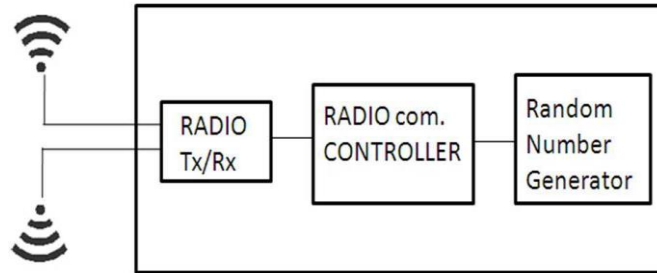 RADIO
Tx/Rx
RADIO com.
CONTROLLER
Random
Number
Generator